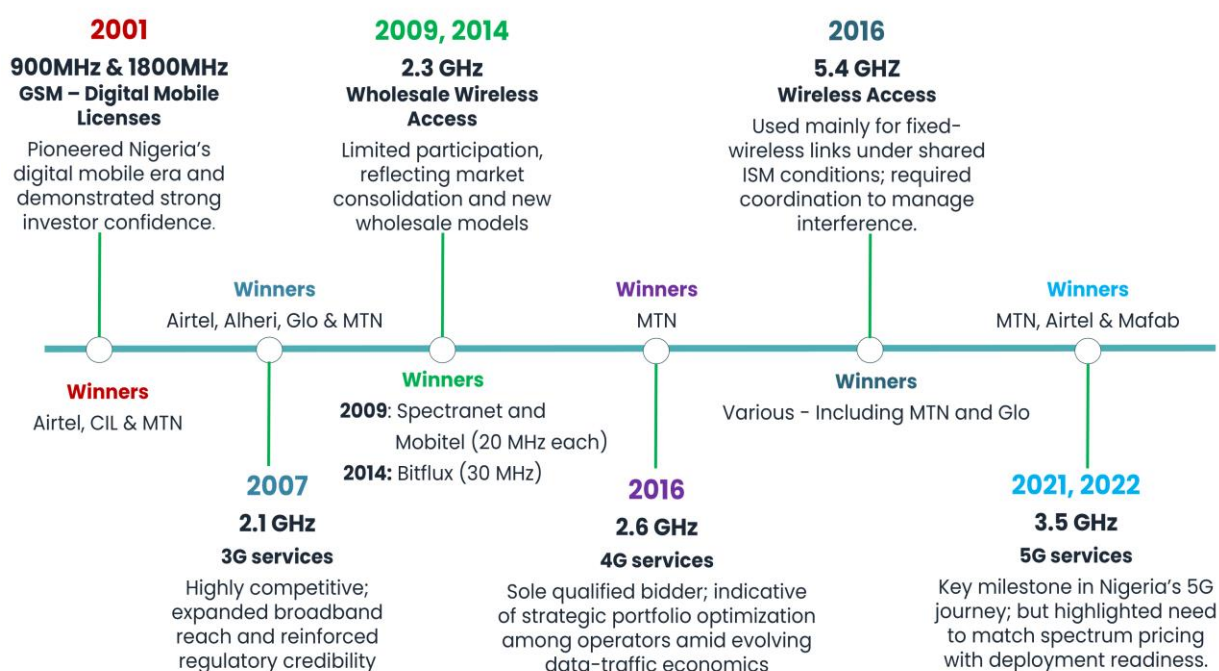 2001
900MHz & 1800MHz
GSM – Digital Mobile
Licenses
Pioneered Nigeria's
digital mobile era and
demonstrated strong
investor confidence.
Winners
Airtel, CIL & MTN
Winners
Airtel, Alheri, Glo & MTN
2007
2.1 GHz
3G services
Highly competitive;
expanded broadband
reach and reinforced
regulatory credibility
2009, 2014
2.3 GHz
Wholesale Wireless
Access
Limited participation,
reflecting market
consolidation and new
wholesale models
Winners
2009: Spectranet and
Mobitel (20 MHz each)
2014: Bitflux (30 MHz)
Winners
MTN
2016
2.6 GHz
4G services
Sole qualified bidder; indicative
of strategic portfolio optimization
among operators amid evolving
data-traffic economics
2016
5.4 GHZ
Wireless Access
Used mainly for fixed-
wireless links under shared
ISM conditions; required
coordination to manage
interference.
Winners
Various - Including MTN and Glo
Winners
MTN, Airtel & Mafab
2021, 2022
3.5 GHz
5G services
Key milestone in Nigeria's 5G
journey; but highlighted need
to match spectrum pricing
with deployment readiness.